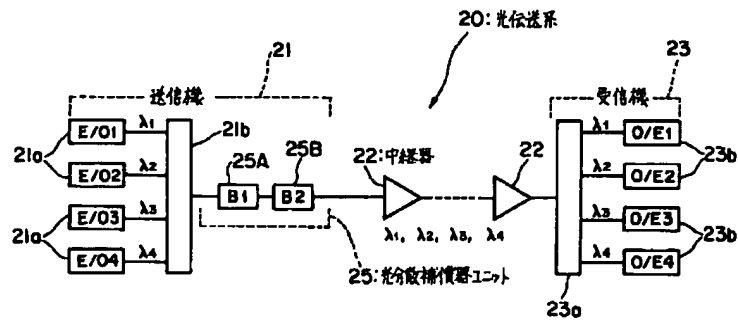 20:光伝送系
21
送信機
23
受信機
21a
E/O1
λ1
21b
E/O2
λ2
21a
E/O3
λ3
E/O4
λ4
25A
B1
25B
B2
22:中継器
22
λ1, λ2, λ3, λ4
25:光分散補償器ユニット
23a
λ1
O/E1
23b
λ2
O/E2
λ3
O/E3
23b
λ4
O/E4